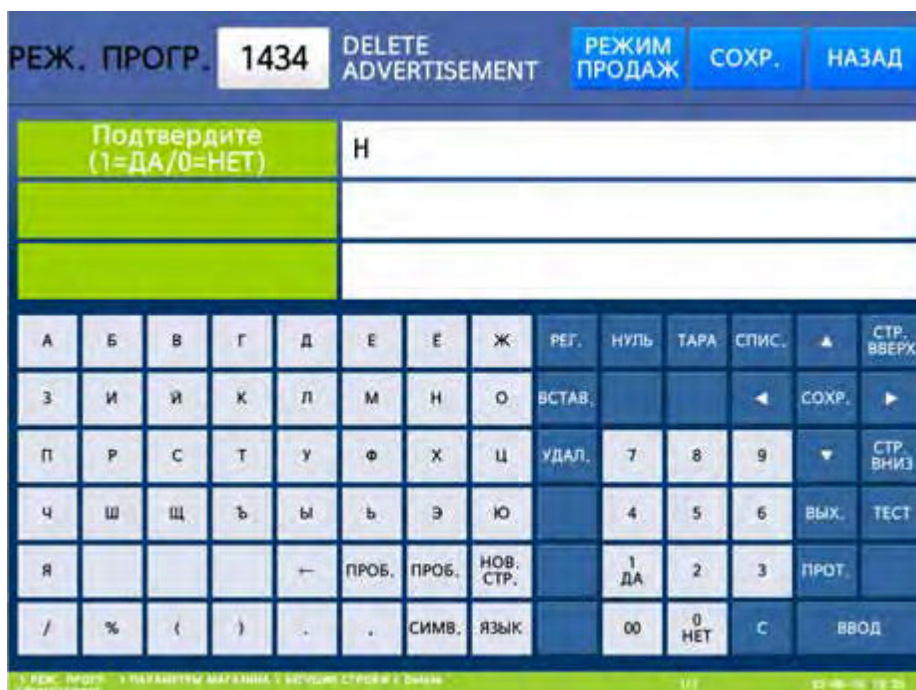 РЕЖ. ПРОГР. 1434 DELETE ADVERTISEMENT РЕЖИМ ПРОДАЖ СОХР. НАЗАД
Подтвердите
(1=ДА/0=НЕТ) Н
А Б В Г Д Е Ё Ж РЕГ. НУЛЬ ТАРА СПИС. ▲ СТР. ВВЕРХ
З И Й К Л М Н О ВСТАВ. ◄ СОХР. ►
П Р С Т У Ф Х Ц УДАЛ. 7 8 9 ▼ СТР. ВНИЗ
Ч Ш Щ Ъ Ы Ь Э Ю 4 5 6 ВЫХ. ТЕСТ
Я ← ПРОБ. ПРОБ. НОВ. СТР. 1 ДА 2 3 ПРОТ.
/ % ( ) . , СИМВ. ЯЗЫК 00 0 НЕТ С ВВОД
1/1